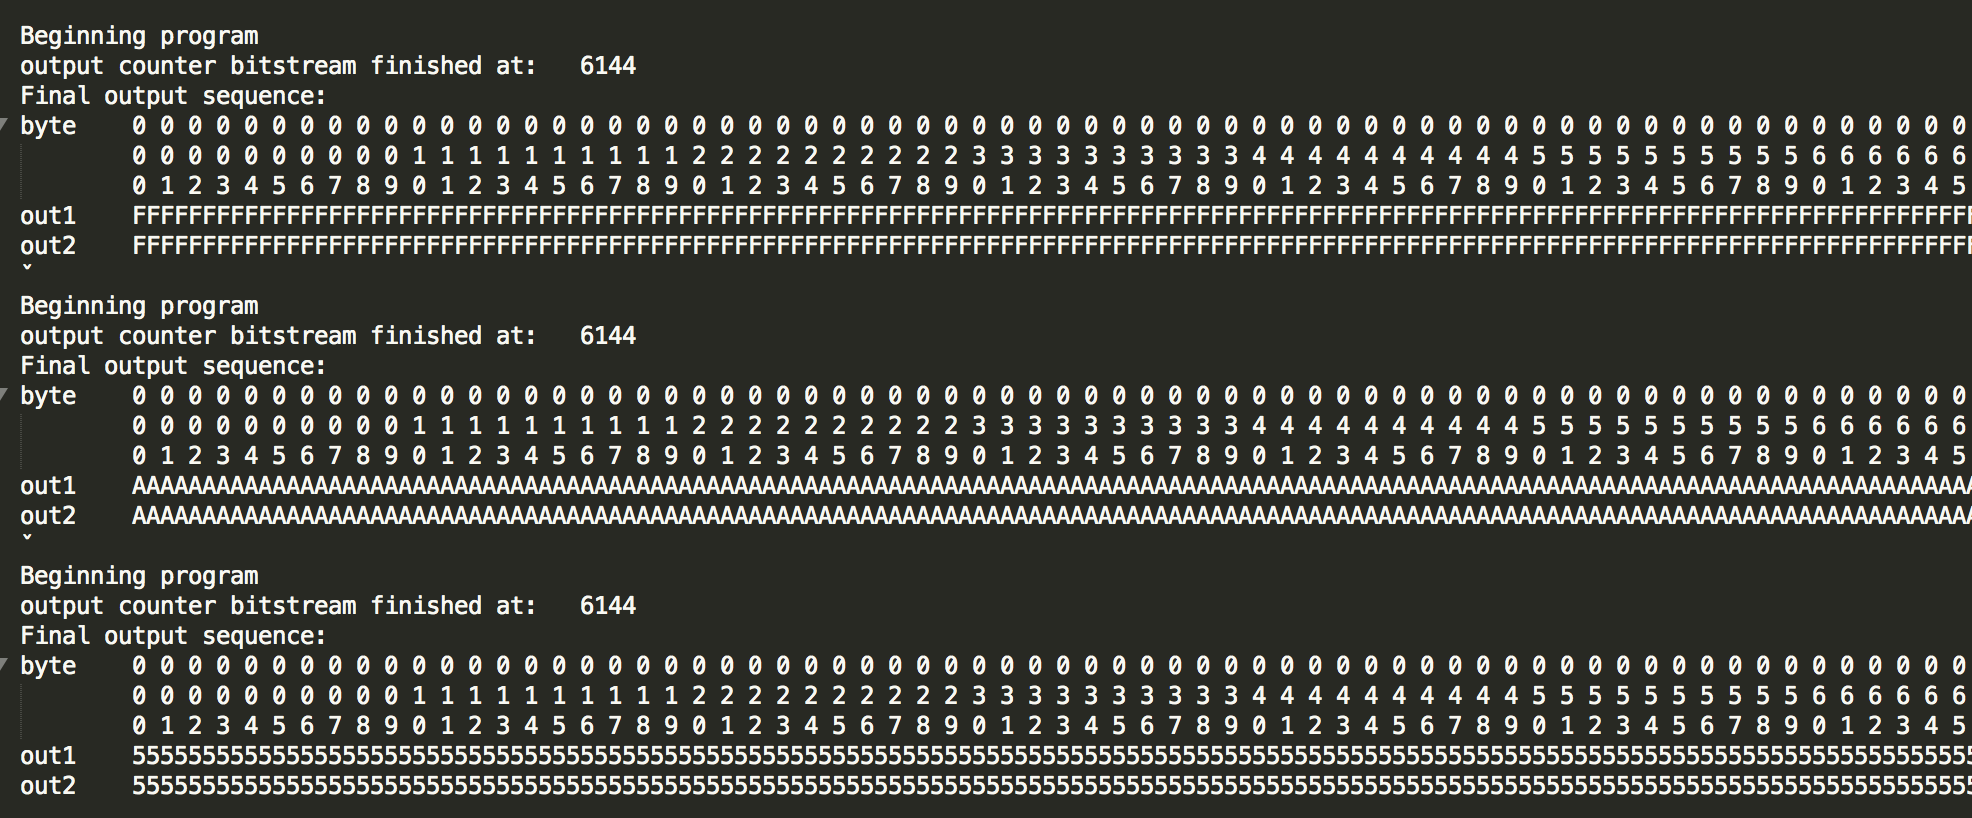 Beginning program
output counter bitstream finished at:   6144
Final output sequence:
byte    0 0 0 0 0 0 0 0 0 0 0 0 0 0 0 0 0 0 0 0 0 0 0 0 0 0 0 0 0 0 0 0 0 0 0 0 0 0 0 0 0 0 0 0 0 0 0 0 0 0 0 0 0 0 0 0 0 0 0 0 0 0 0 0 0 0
0 0 0 0 0 0 0 0 0 0 1 1 1 1 1 1 1 1 1 1 2 2 2 2 2 2 2 2 2 2 3 3 3 3 3 3 3 3 3 3 4 4 4 4 4 4 4 4 4 4 5 5 5 5 5 5 5 5 5 5 6 6 6 6 6 6
0 1 2 3 4 5 6 7 8 9 0 1 2 3 4 5 6 7 8 9 0 1 2 3 4 5 6 7 8 9 0 1 2 3 4 5 6 7 8 9 0 1 2 3 4 5 6 7 8 9 0 1 2 3 4 5 6 7 8 9 0 1 2 3 4 5
out1    FFFFFFFFFFFFFFFFFFFFFFFFFFFFFFFFFFFFFFFFFFFFFFFFFFFFFFFFFFFFFFFFFFFFFFFFFFFFFFFFFFFFFFFFFFFFFFFFFFFFFFFFFFFFFFFFFFFFFFFFFFFFFFFFFFFF
out2    FFFFFFFFFFFFFFFFFFFFFFFFFFFFFFFFFFFFFFFFFFFFFFFFFFFFFFFFFFFFFFFFFFFFFFFFFFFFFFFFFFFFFFFFFFFFFFFFFFFFFFFFFFFFFFFFFFFFFFFFFFFFFFFFFFFF
ˇ
Beginning program
output counter bitstream finished at:   6144
Final output sequence:
byte    0 0 0 0 0 0 0 0 0 0 0 0 0 0 0 0 0 0 0 0 0 0 0 0 0 0 0 0 0 0 0 0 0 0 0 0 0 0 0 0 0 0 0 0 0 0 0 0 0 0 0 0 0 0 0 0 0 0 0 0 0 0 0 0 0 0
0 0 0 0 0 0 0 0 0 0 1 1 1 1 1 1 1 1 1 1 2 2 2 2 2 2 2 2 2 2 3 3 3 3 3 3 3 3 3 3 4 4 4 4 4 4 4 4 4 4 5 5 5 5 5 5 5 5 5 5 6 6 6 6 6 6
0 1 2 3 4 5 6 7 8 9 0 1 2 3 4 5 6 7 8 9 0 1 2 3 4 5 6 7 8 9 0 1 2 3 4 5 6 7 8 9 0 1 2 3 4 5 6 7 8 9 0 1 2 3 4 5 6 7 8 9 0 1 2 3 4 5
out1    AAAAAAAAAAAAAAAAAAAAAAAAAAAAAAAAAAAAAAAAAAAAAAAAAAAAAAAAAAAAAAAAAAAAAAAAAAAAAAAAAAAAAAAAAAAAAAAAAAAAAAAAAAAAAAAAAAAAAAAAAAAAAAAAAAAA
out2    AAAAAAAAAAAAAAAAAAAAAAAAAAAAAAAAAAAAAAAAAAAAAAAAAAAAAAAAAAAAAAAAAAAAAAAAAAAAAAAAAAAAAAAAAAAAAAAAAAAAAAAAAAAAAAAAAAAAAAAAAAAAAAAAAAAA
ˇ
Beginning program
output counter bitstream finished at:   6144
Final output sequence:
byte    0 0 0 0 0 0 0 0 0 0 0 0 0 0 0 0 0 0 0 0 0 0 0 0 0 0 0 0 0 0 0 0 0 0 0 0 0 0 0 0 0 0 0 0 0 0 0 0 0 0 0 0 0 0 0 0 0 0 0 0 0 0 0 0 0 0
0 0 0 0 0 0 0 0 0 0 1 1 1 1 1 1 1 1 1 1 2 2 2 2 2 2 2 2 2 2 3 3 3 3 3 3 3 3 3 3 4 4 4 4 4 4 4 4 4 4 5 5 5 5 5 5 5 5 5 5 6 6 6 6 6 6
0 1 2 3 4 5 6 7 8 9 0 1 2 3 4 5 6 7 8 9 0 1 2 3 4 5 6 7 8 9 0 1 2 3 4 5 6 7 8 9 0 1 2 3 4 5 6 7 8 9 0 1 2 3 4 5 6 7 8 9 0 1 2 3 4 5
out1    555555555555555555555555555555555555555555555555555555555555555555555555555555555555555555555555555555555555555555555555555555555555
out2    555555555555555555555555555555555555555555555555555555555555555555555555555555555555555555555555555555555555555555555555555555555555